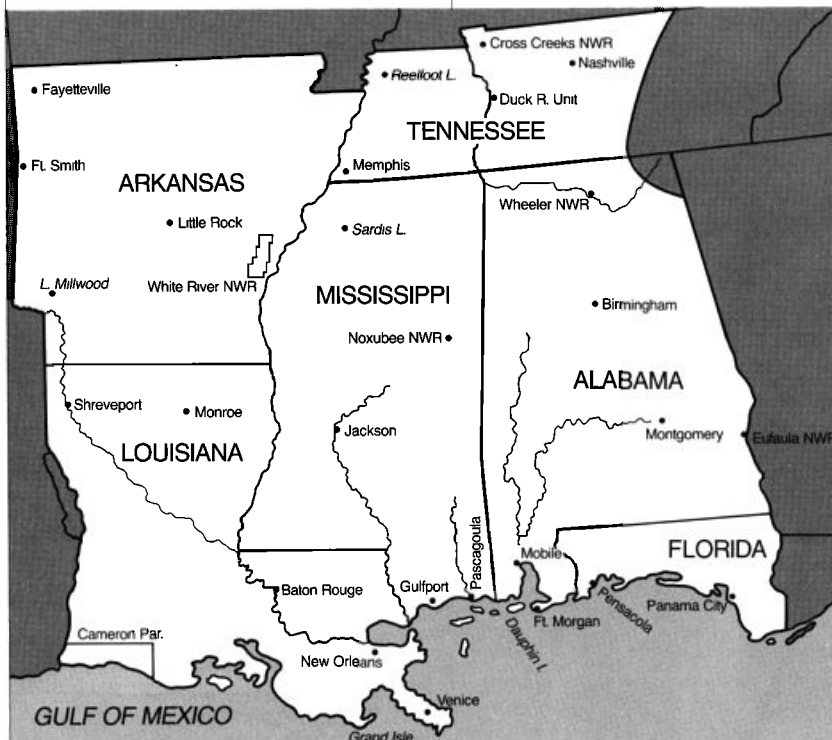 Cross Creeks NWR
Nashville
Reelfoot L.
Fayetteville
Duck R. Unit
TENNESSEE
Ft. Smith
Memphis
ARKANSAS
Wheeler NWR
Little Rock
Sardis L.
L. Millwood
White River NWR
MISSISSIPPI
Birmingham
Noxubee NWR
ALABAMA
Shreveport
Monroe
Jackson
Montgomery
Eufaula NWR
LOUISIANA
Mobile
FLORIDA
Baton Rouge
Gulfport
Pascagoula
Pensacola
Panama City
Ft. Morgan
Dauphin I.
Cameron Par.
New Orleans
Venice
GULF OF MEXICO
Grand Isle